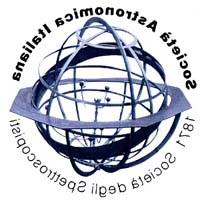 Società Astronomica Italiana
1871 Società degli Spettroscopisti